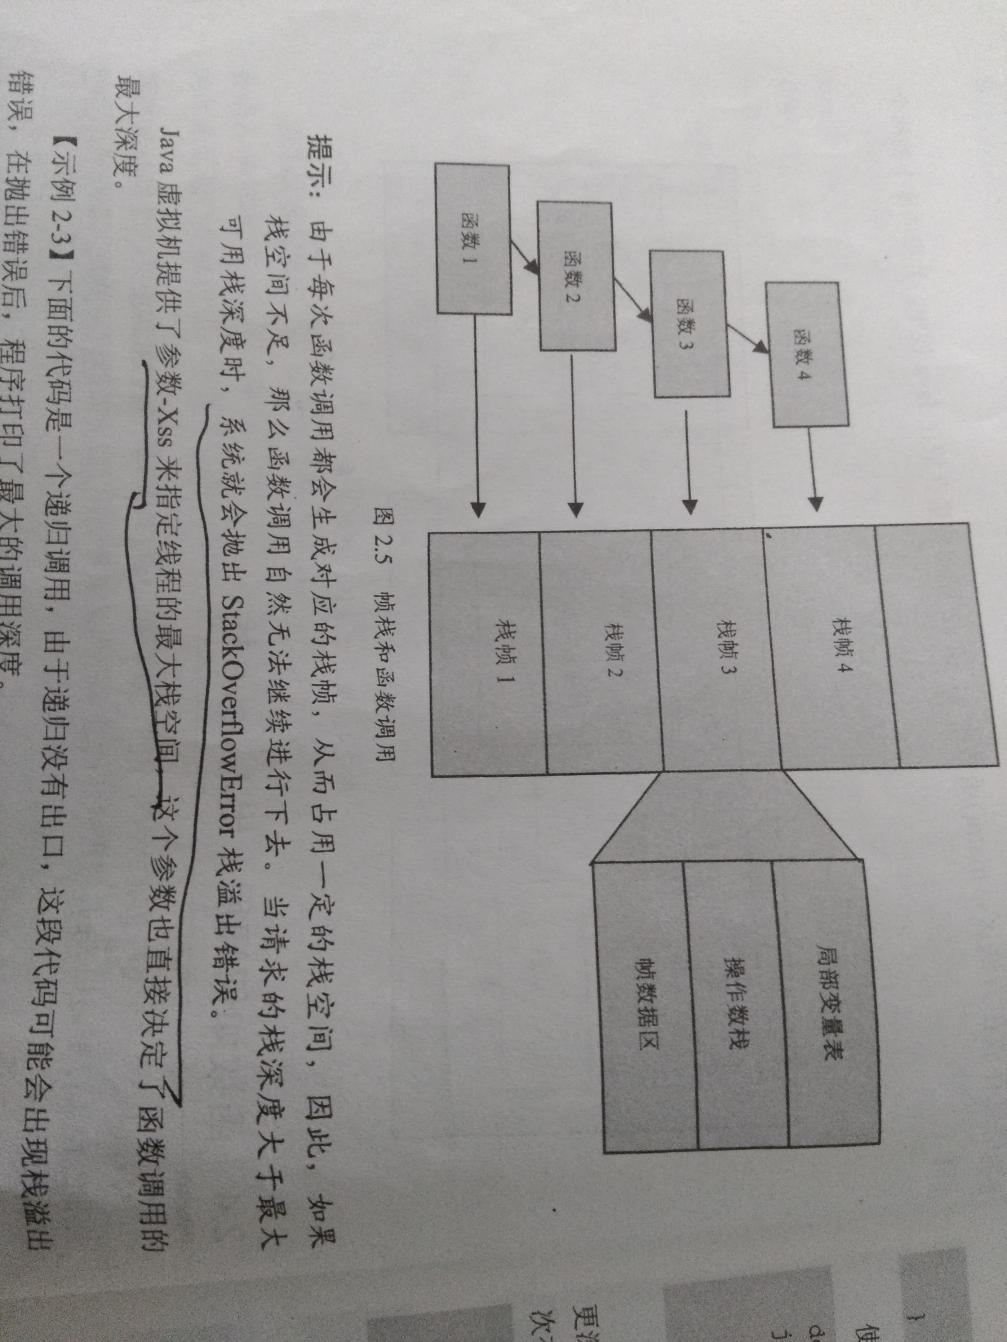 函数 4
函数 3
函数 2
函数 1
栈帧 4
栈帧 3
栈帧 2
栈帧 1
局部变量表
操作数栈
帧数据区
图 2.5 帧栈和函数调用
提示：由于每次函数调用都会生成对应的栈帧，从而占用一定的栈空间，因此，如果
栈空间不足，那么函数调用自然无法继续进行下去。当请求的栈深度大于最大
可用栈深度时，系统就会抛出 StackOverflowError 栈溢出错误。
Java 虚拟机提供了参数-Xss 来指定线程的最大栈空间，这个参数也直接决定了函数调用的
最大深度。
【示例 2-3】下面的代码是一个递归调用，由于递归没有出口，这段代码可能会出现栈溢出
错误，在抛出错误后，程序打印了最大的调用深度。
}
使
}